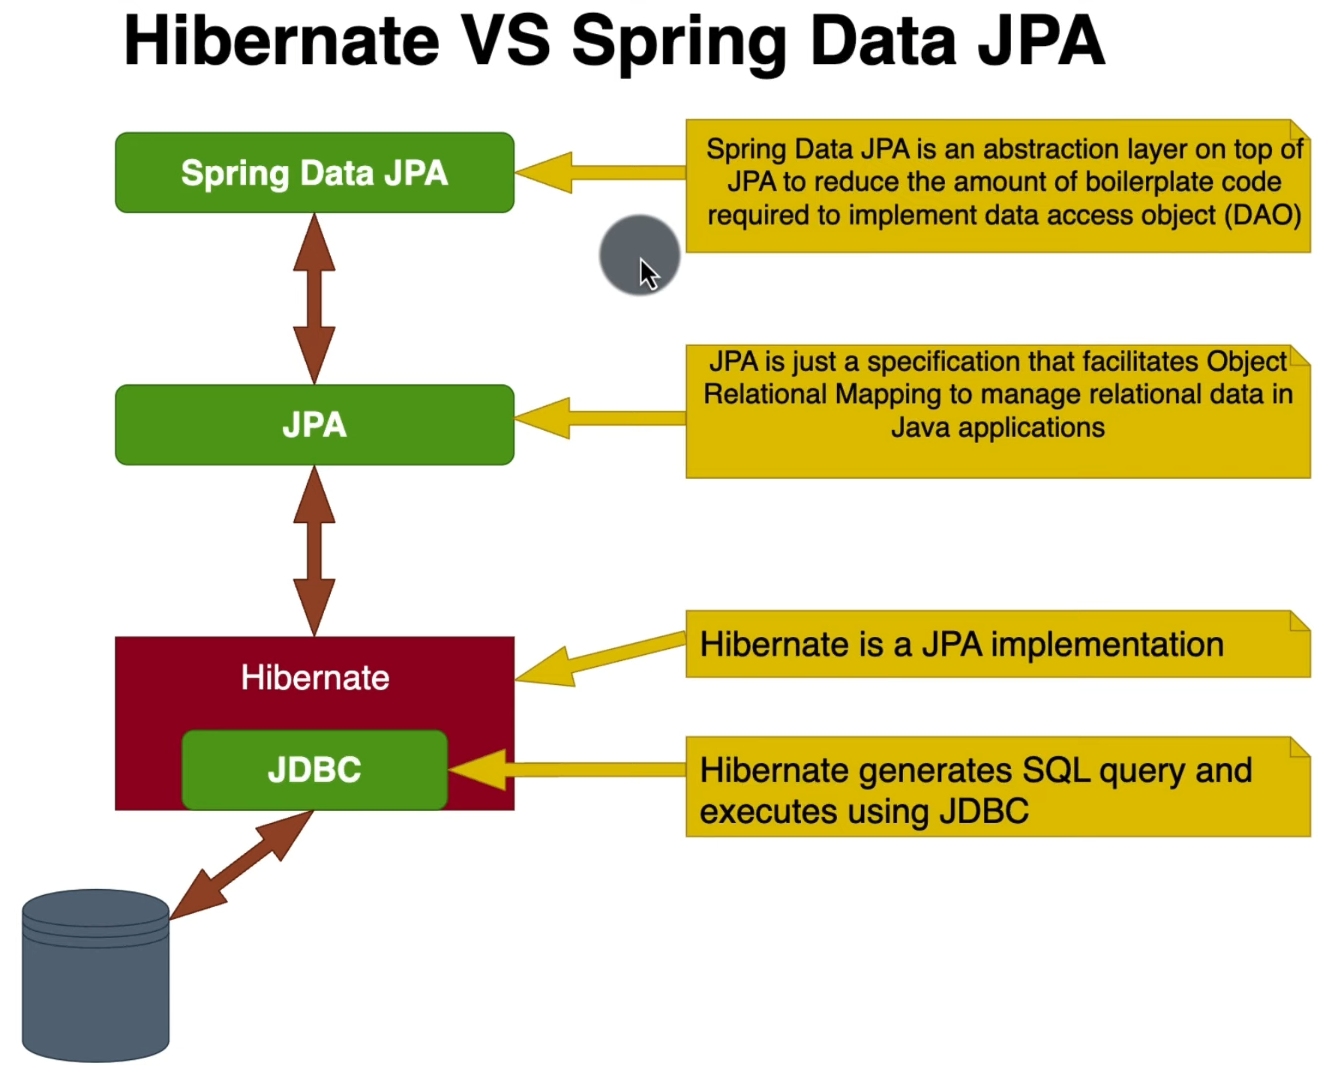 Hibernate VS Spring Data JPA
Spring Data JPA
Spring Data JPA is an abstraction layer on top of
JPA to reduce the amount of boilerplate code
required to implement data access object (DAO)
JPA
JPA is just a specification that facilitates Object
Relational Mapping to manage relational data in
Java applications
Hibernate
Hibernate is a JPA implementation
JDBC
Hibernate generates SQL query and
executes using JDBC